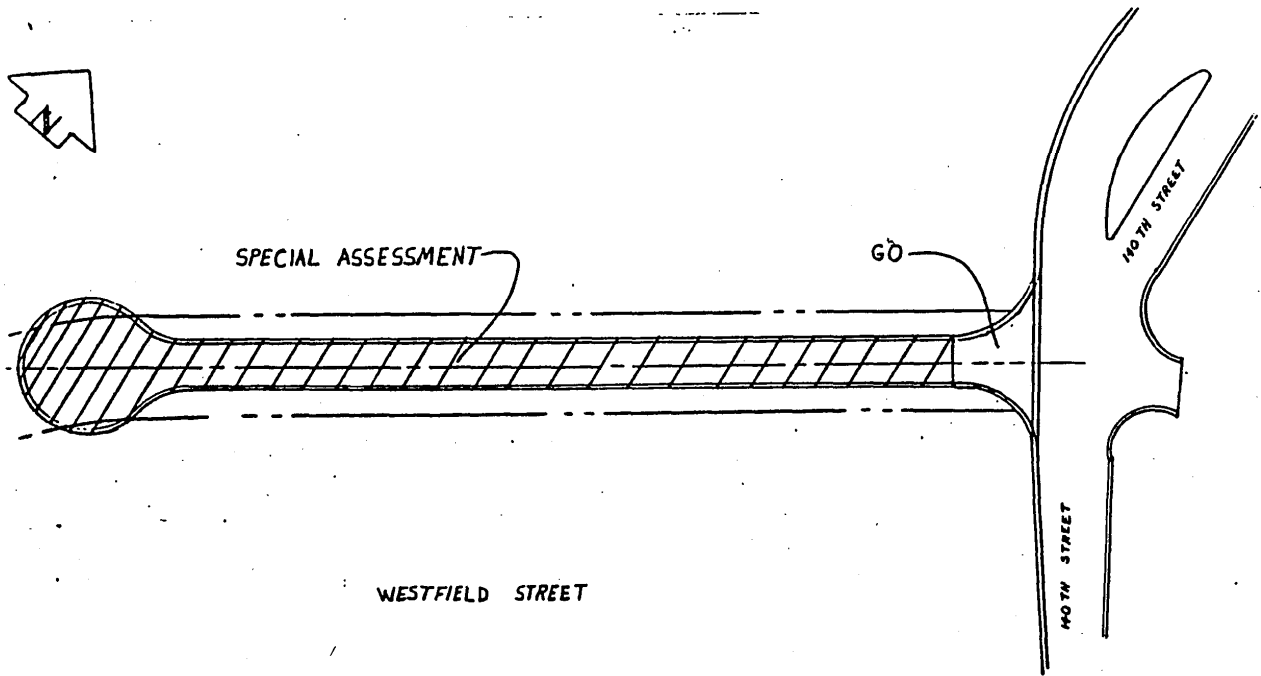 N
140TH STREET
SPECIAL ASSESSMENT
GO
140TH STREET
WESTFIELD STREET